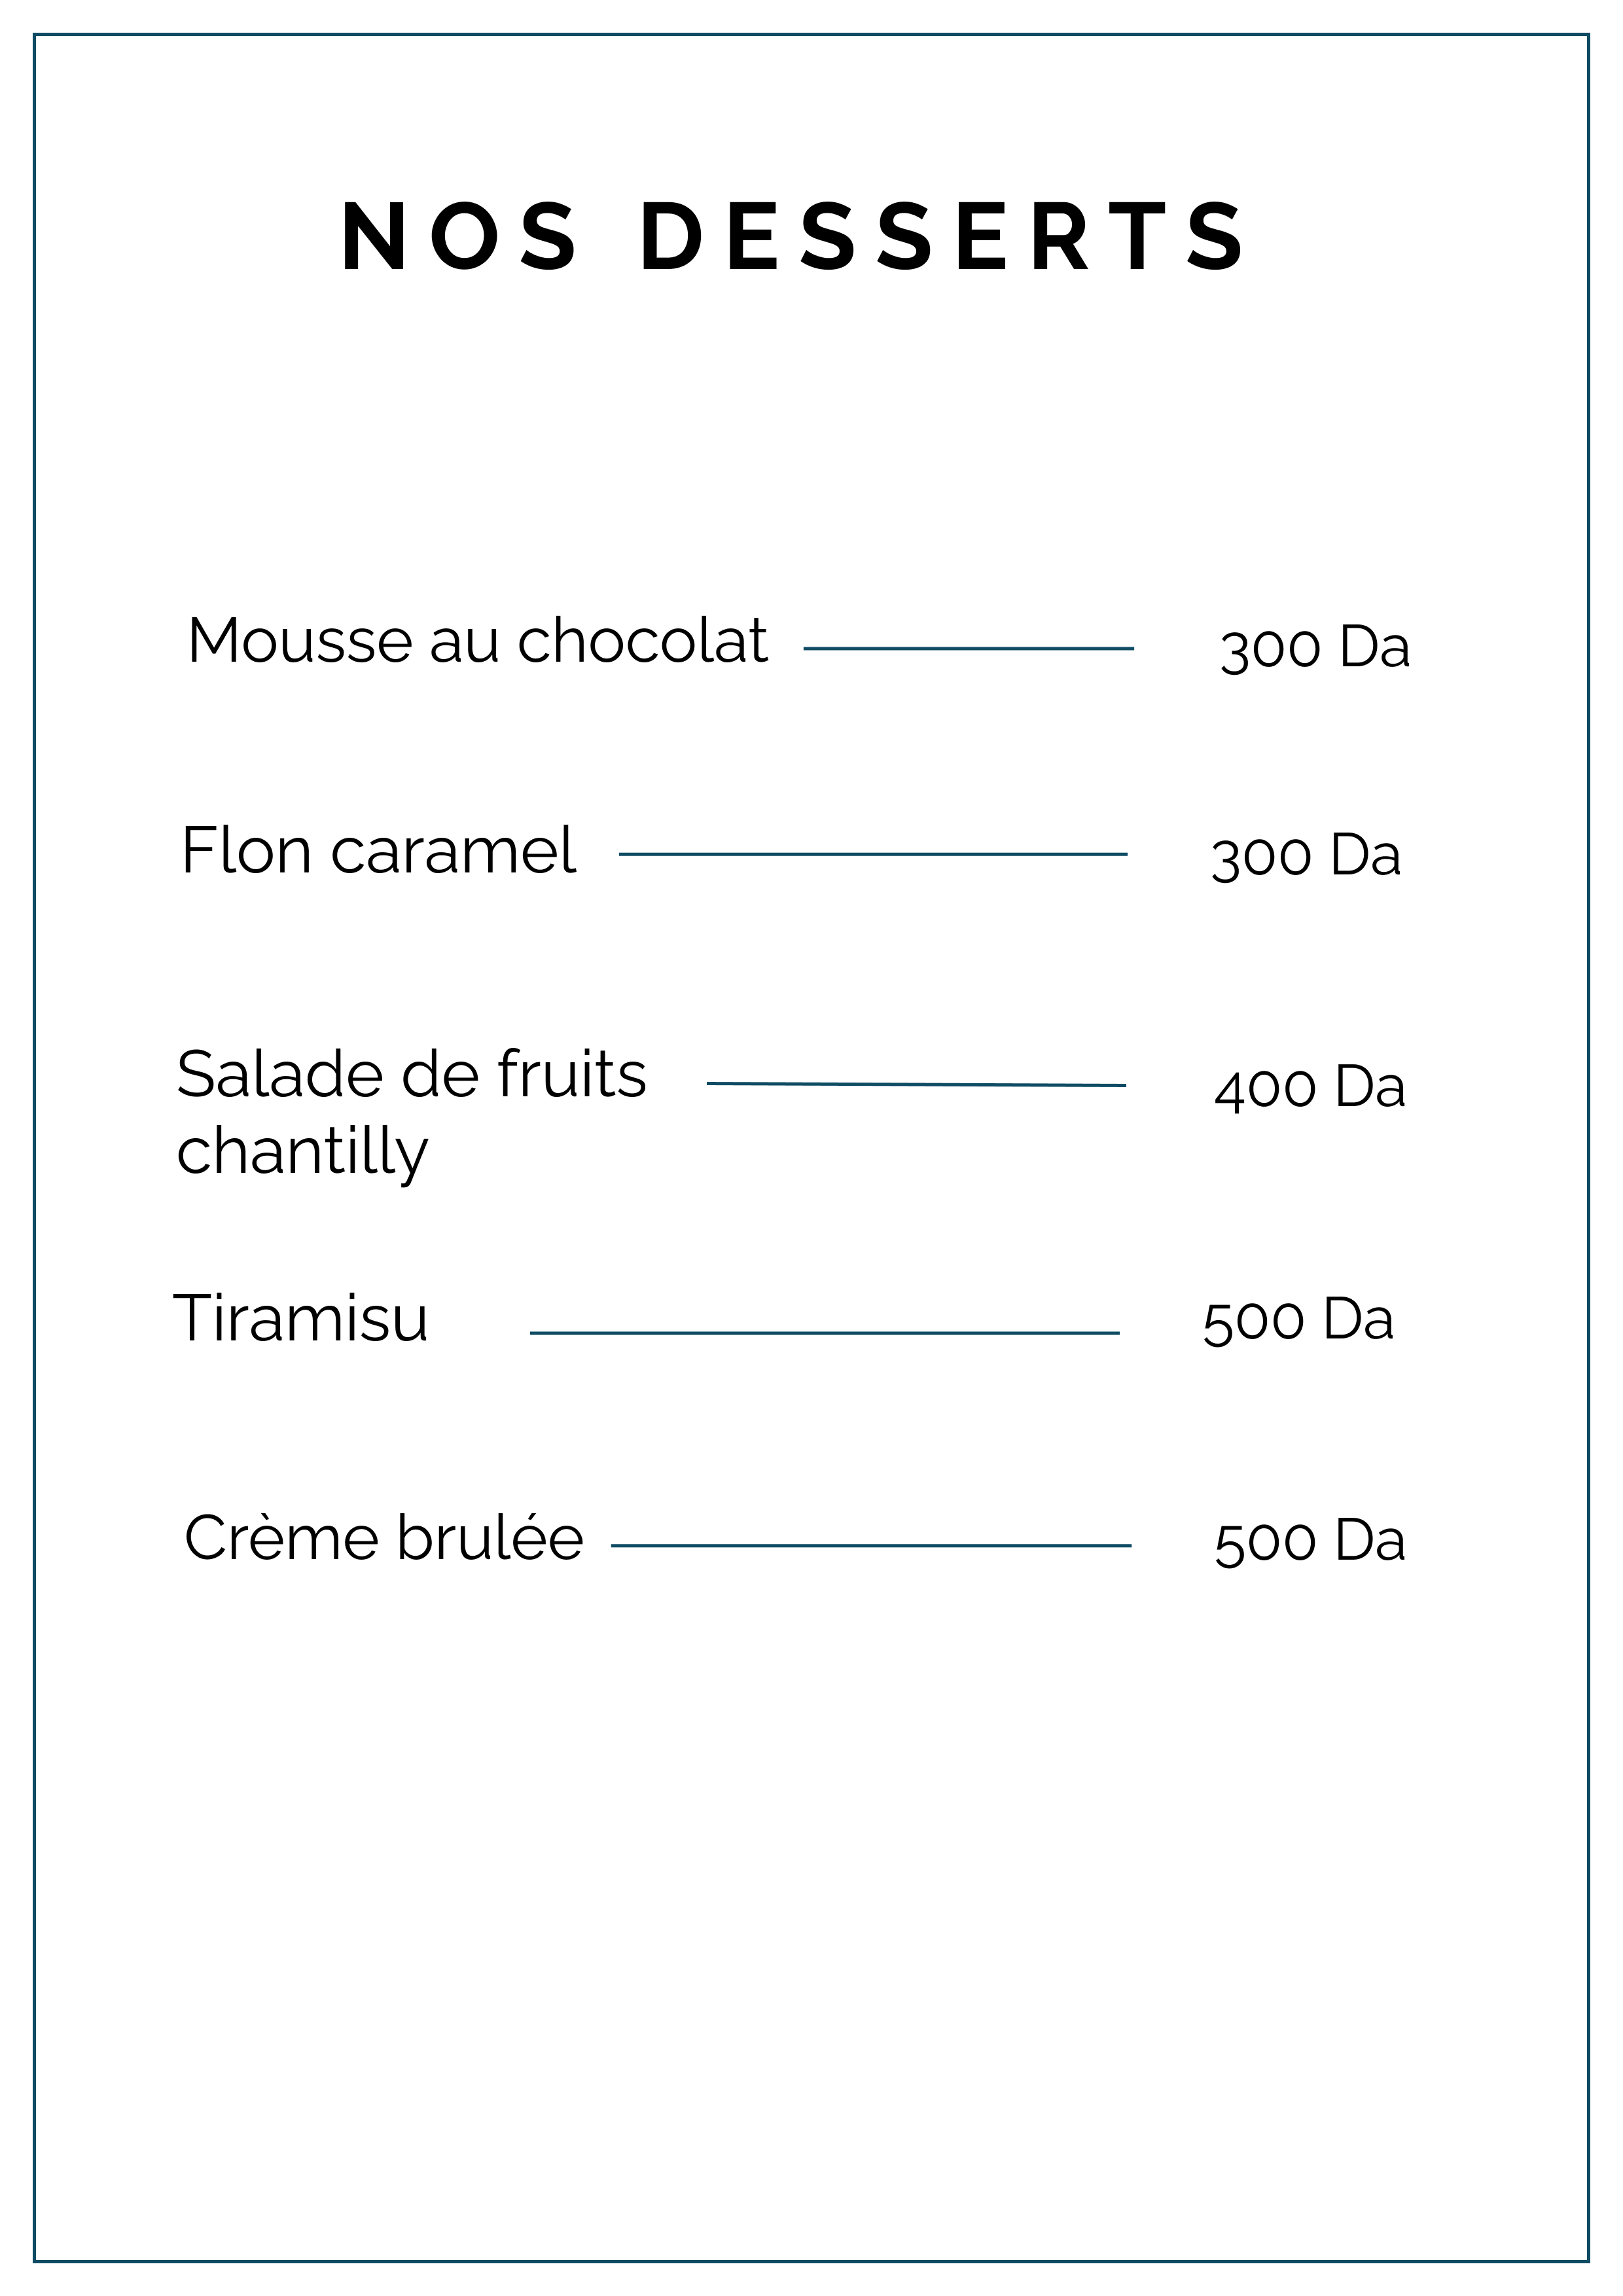 NOS DESSERTS
Mousse au chocolat 300 Da
Flon caramel 300 Da
Salade de fruits 400 Da
chantilly
Tiramisu 500 Da
Crème brulée 500 Da